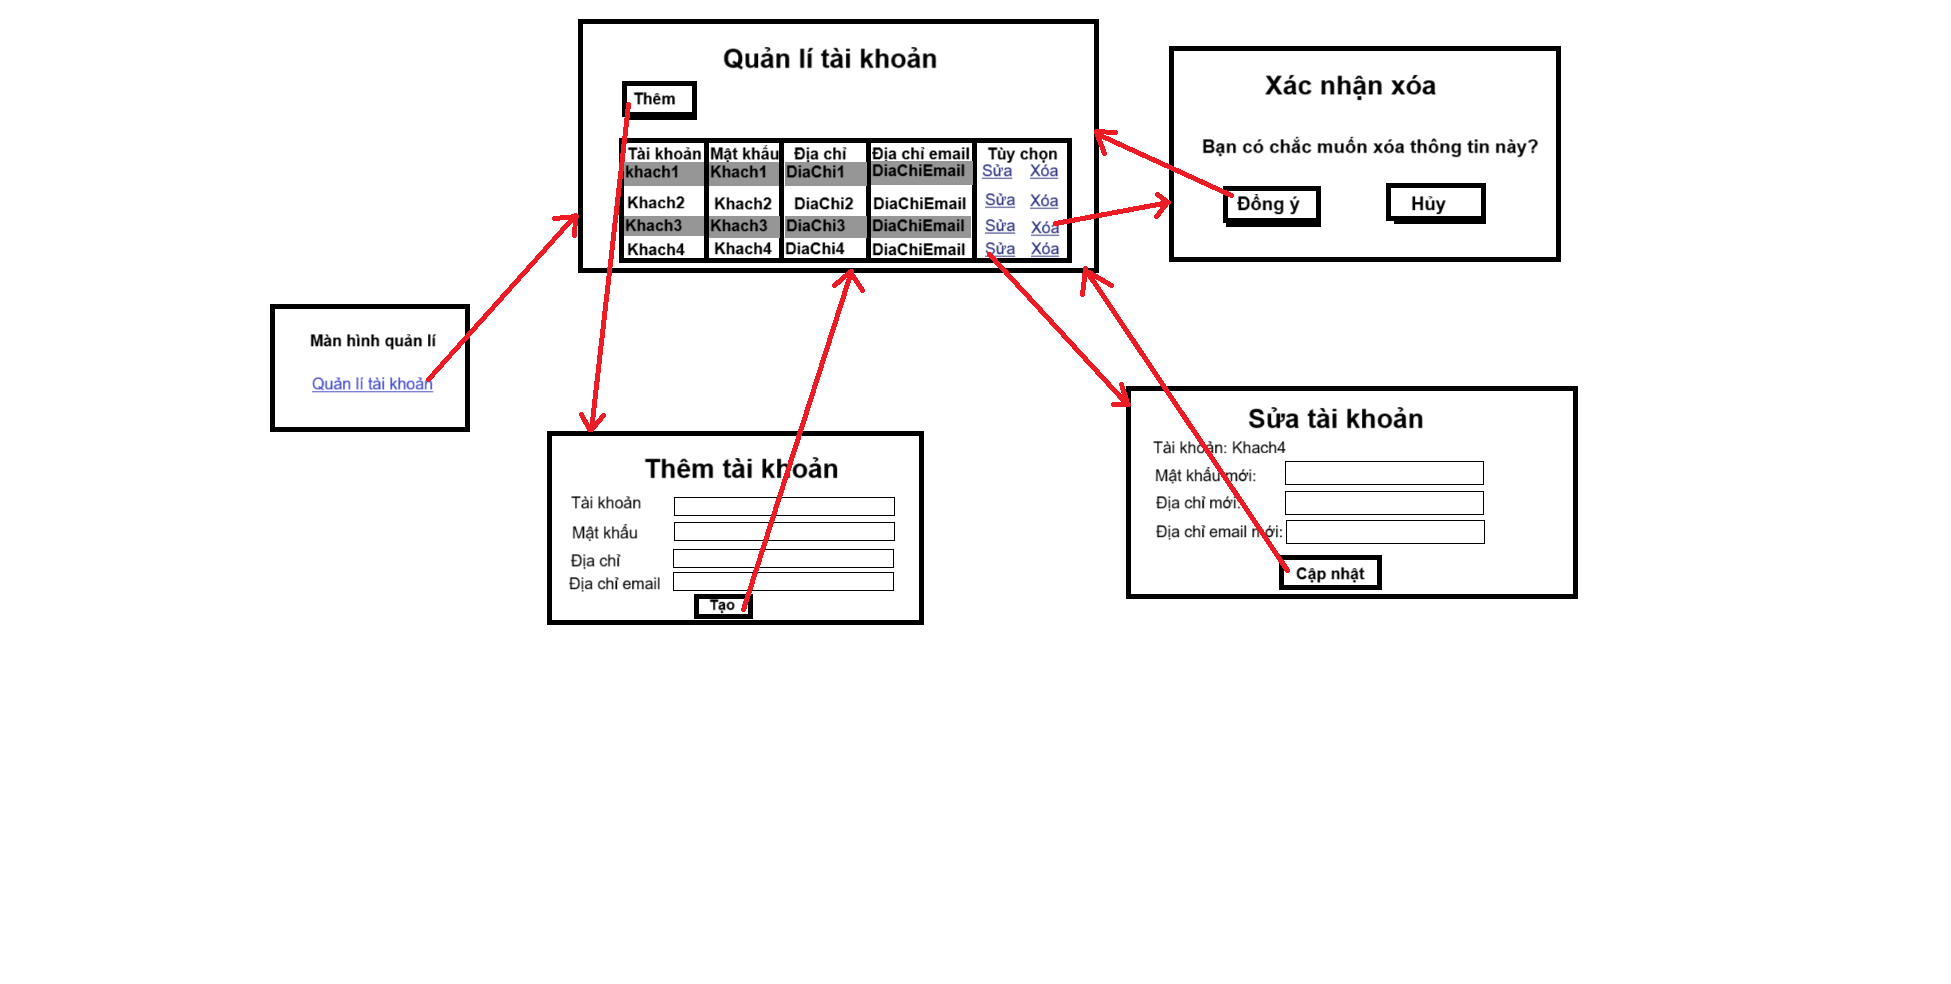 Quản lí tài khoản
Thêm
Tài khoản Mật khẩu Địa chỉ Địa chỉ email Tùy chọn
khach1 Khach1 DiaChi1 DiaChiEmail Sửa Xóa
Khach2 Khach2 DiaChi2 DiaChiEmail Sửa Xóa
Khach3 Khach3 DiaChi3 DiaChiEmail Sửa Xóa
Khach4 Khach4 DiaChi4 DiaChiEmail Sửa Xóa
Xác nhận xóa
Bạn có chắc muốn xóa thông tin này?
Đồng ý Hủy
Màn hình quản lí
Quản lí tài khoản
Thêm tài khoản
Tài khoản
Mật khẩu
Địa chỉ
Địa chỉ email
Tạo
Sửa tài khoản
Tài khoản: Khach4
Mật khẩu mới:
Địa chỉ mới:
Địa chỉ email mới:
Cập nhật